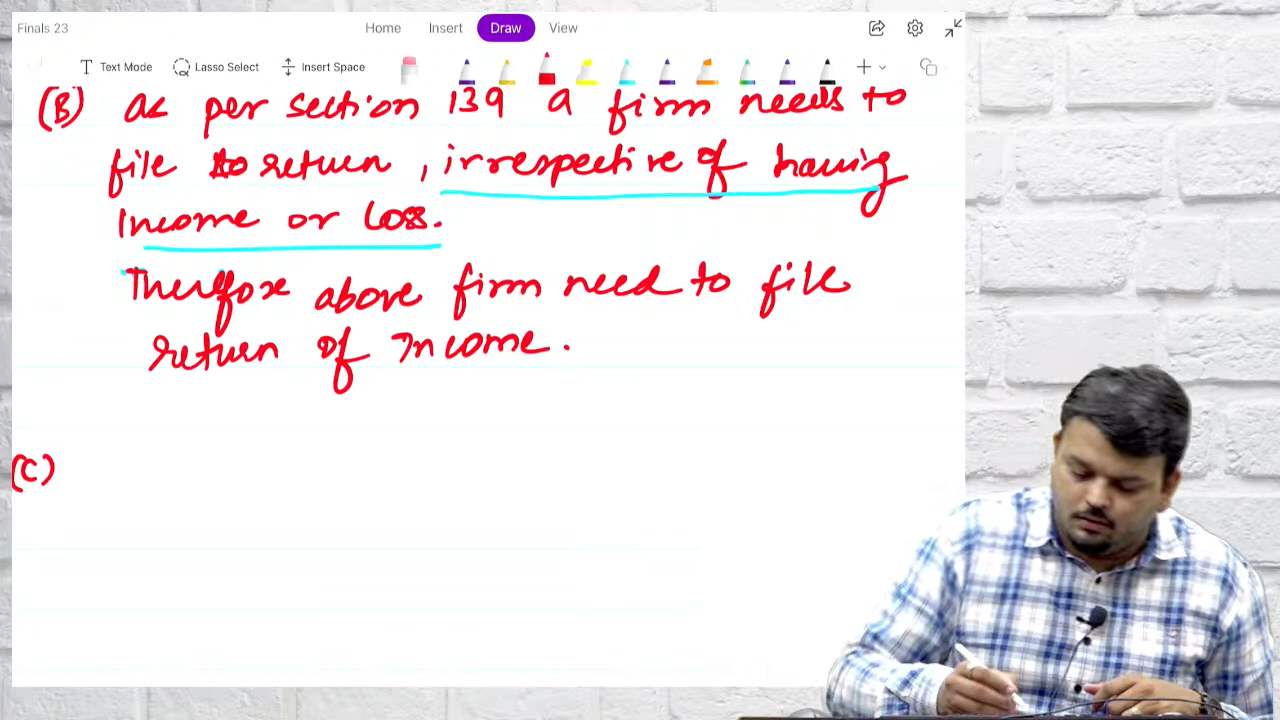 Finals 23
Home Insert Draw View
Text Mode Lasso Select Insert Space
(B) as per section 139 a firm needs to
file to return, irrespective of having
Income or loss.
Therefore above firm need to file
return of Income.
(C)